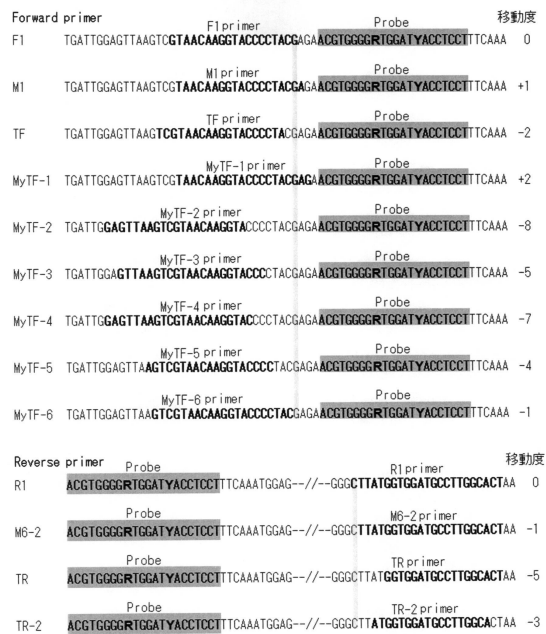 Forward primer 移動度
F1 primer Probe
F1 TGATTGGAGTTAAGTCGTAACAAGGTACCCCTACGAGAACGTGGGGRTGGATYACCTCCTTTCAAA 0
M1 primer Probe
M1 TGATTGGAGTTAAGTCGTAACAAGGTACCCCTACGAGAACGTGGGGRTGGATYACCTCCTTTCAAA +1
TF primer Probe
TF TGATTGGAGTTAAGTCGTAACAAGGTACCCCTACGAGAACGTGGGGRTGGATYACCTCCTTTCAAA -2
MyTF-1 primer Probe
MyTF-1 TGATTGGAGTTAAGTCGTAACAAGGTACCCCTACGAGAACGTGGGGRTGGATYACCTCCTTTCAAA +2
MyTF-2 primer Probe
MyTF-2 TGATTGGAGTTAAGTCGTAACAAGGTACCCCTACGAGAACGTGGGGRTGGATYACCTCCTTTCAAA -8
MyTF-3 primer Probe
MyTF-3 TGATTGGAGTTAAGTCGTAACAAGGTACCCCTACGAGAACGTGGGGRTGGATYACCTCCTTTCAAA -5
MyTF-4 primer Probe
MyTF-4 TGATTGGAGTTAAGTCGTAACAAGGTACCCCTACGAGAACGTGGGGRTGGATYACCTCCTTTCAAA -7
MyTF-5 primer Probe
MyTF-5 TGATTGGAGTTAAGTCGTAACAAGGTACCCCTACGAGAACGTGGGGRTGGATYACCTCCTTTCAAA -4
MyTF-6 primer Probe
MyTF-6 TGATTGGAGTTAAGTCGTAACAAGGTACCCCTACGAGAACGTGGGGRTGGATYACCTCCTTTCAAA -1
Reverse primer 移動度
Probe R1 primer
R1 ACGTGGGGRTGGATYACCTCCTTTCAAATGGAG--//--GGGCTTATGGTGGATGCCTTGGCACTAA 0
Probe M6-2 primer
M6-2 ACGTGGGGRTGGATYACCTCCTTTCAAATGGAG--//--GGGCTTATGGTGGATGCCTTGGCACTAA -1
Probe TR primer
TR ACGTGGGGRTGGATYACCTCCTTTCAAATGGAG--//--GGGCTTATGGTGGATGCCTTGGCACTAA -5
Probe TR-2 primer
TR-2 ACGTGGGGRTGGATYACCTCCTTTCAAATGGAG--//--GGGCTTATGGTGGATGCCTTGGCACTAA -3